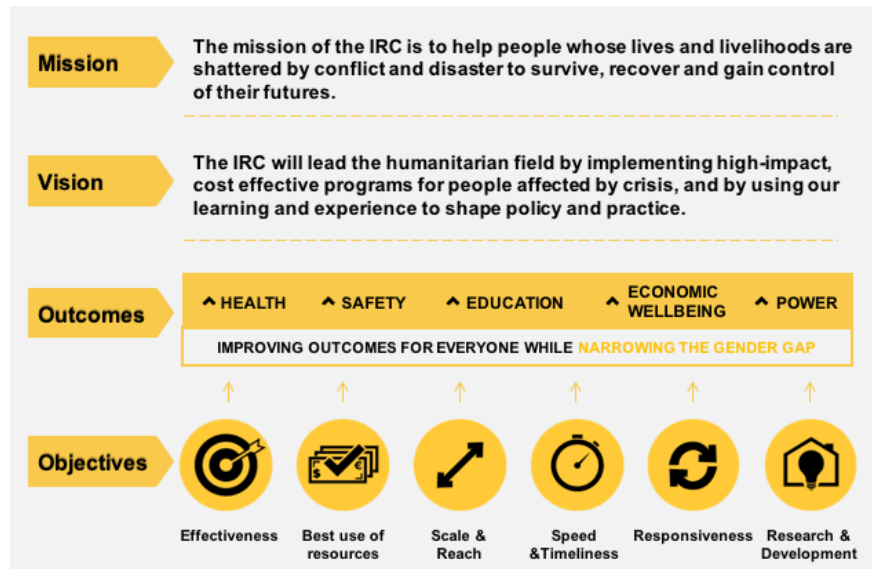 Mission
The mission of the IRC is to help people whose lives and livelihoods are
shattered by conflict and disaster to survive, recover and gain control
of their futures.
Vision
The IRC will lead the humanitarian field by implementing high-impact,
cost effective programs for people affected by crisis, and by using our
learning and experience to shape policy and practice.
Outcomes
HEALTH
SAFETY
EDUCATION
ECONOMIC
WELLBEING
POWER
IMPROVING OUTCOMES FOR EVERYONE WHILE NARROWING THE GENDER GAP
Objectives
$ €
Effectiveness
Best use of
resources
Scale &
Reach
Speed
&Timeliness
Responsiveness
Research &
Development